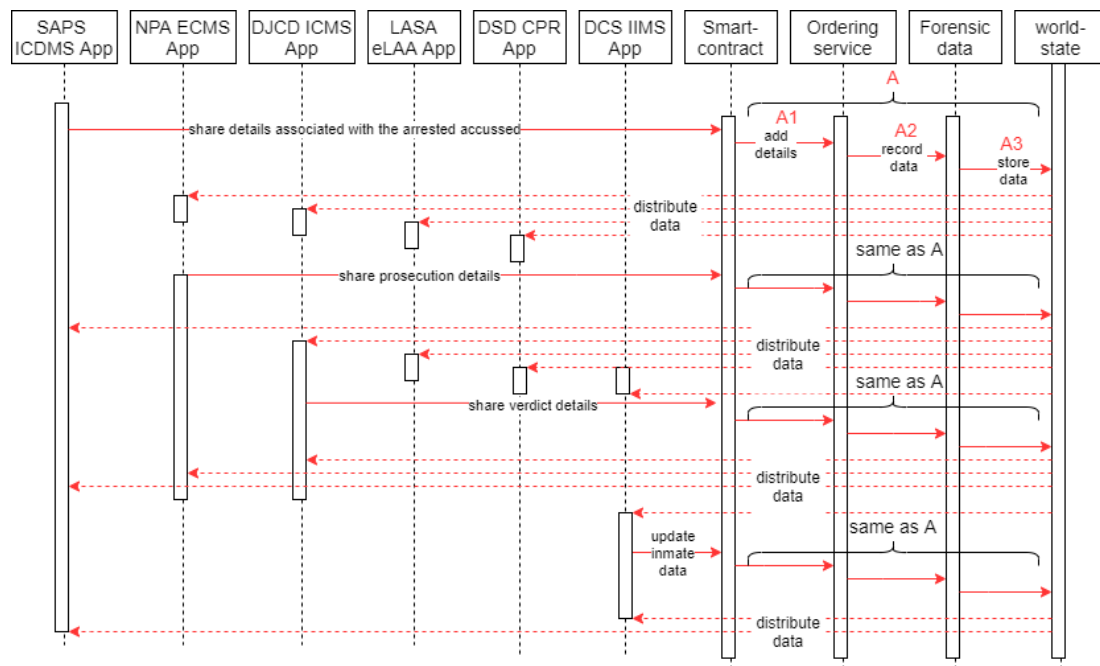 SAPS
ICDMS App
NPA ECMS
App
DJCD ICMS
App
LASA
eLAA App
DSD CPR
App
DCS IIMS
App
Smart-
contract
Ordering
service
Forensic
data
world-
state
A
share details associated with the arrested accussed
A1
add
details
A2
record
data
A3
store
data
distribute
data
same as A
share prosecution details
distribute
data
same as A
share verdict details
distribute
data
same as A
update
inmate
data
distribute
data